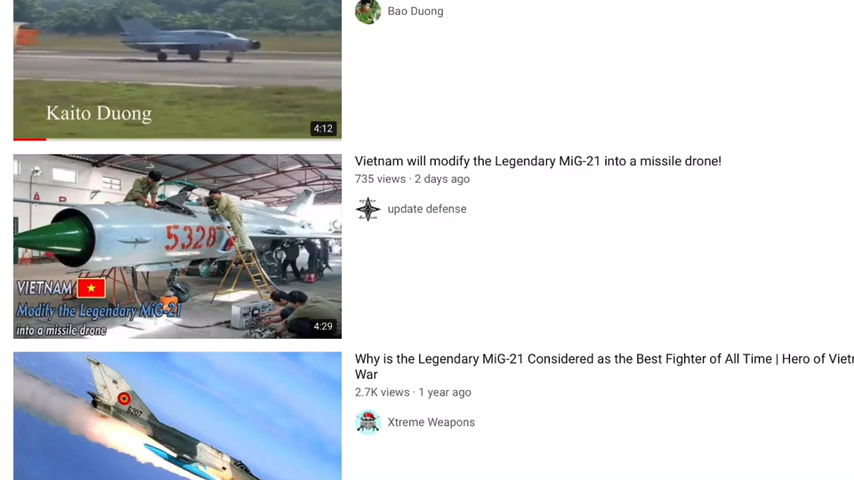 Bao Duong
Kaito Duong
4:12
Vietnam will modify the Legendary MiG-21 into a missile drone!
735 views · 2 days ago
update defense
5328
VIETNAM
Modify the Legendary MiG-21
into a missile drone
4:29
Why is the Legendary MiG-21 Considered as the Best Fighter of All Time | Hero of Vietn
War
2.7K views · 1 year ago
Xtreme Weapons
6207